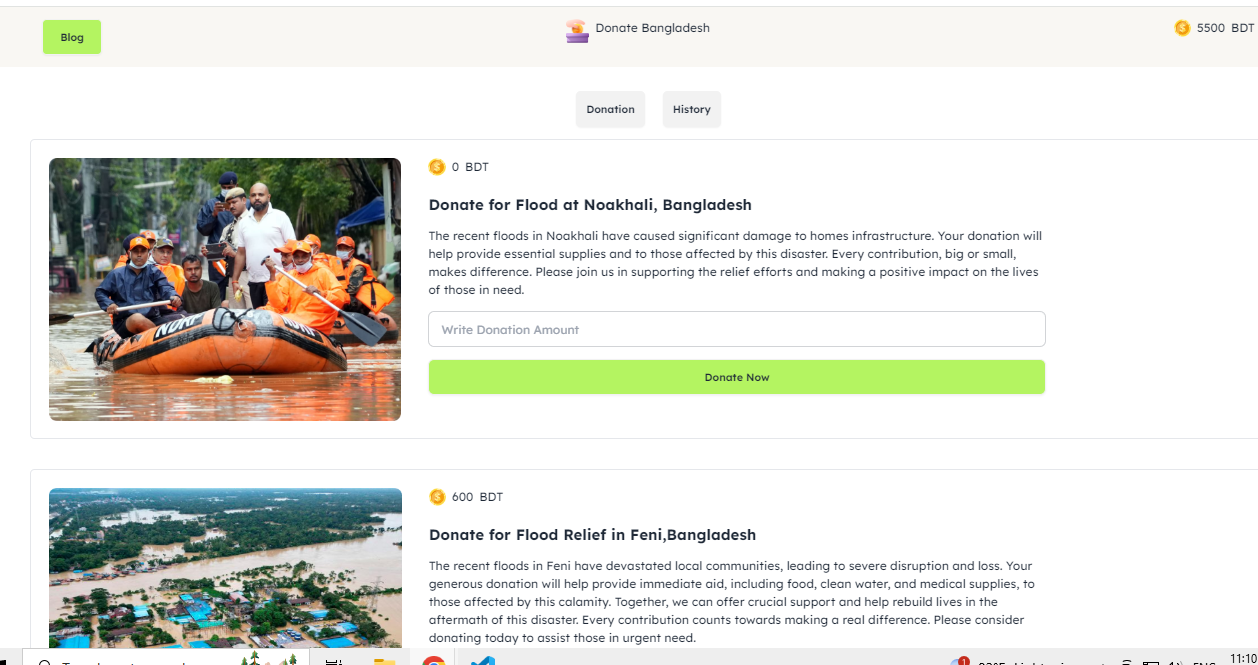 Blog
Donate Bangladesh
5500 BDT
Donation
History
0 BDT
Donate for Flood at Noakhali, Bangladesh
The recent floods in Noakhali have caused significant damage to homes infrastructure. Your donation will
help provide essential supplies and to those affected by this disaster. Every contribution, big or small,
makes difference. Please join us in supporting the relief efforts and making a positive impact on the lives
of those in need.
Write Donation Amount
Donate Now
NDRF
600 BDT
Donate for Flood Relief in Feni,Bangladesh
The recent floods in Feni have devastated local communities, leading to severe disruption and loss. Your
generous donation will help provide immediate aid, including food, clean water, and medical supplies, to
those affected by this calamity. Together, we can offer crucial support and help rebuild lives in the
aftermath of this disaster. Every contribution counts towards making a real difference. Please consider
donating today to assist those in urgent need.
1
11:10